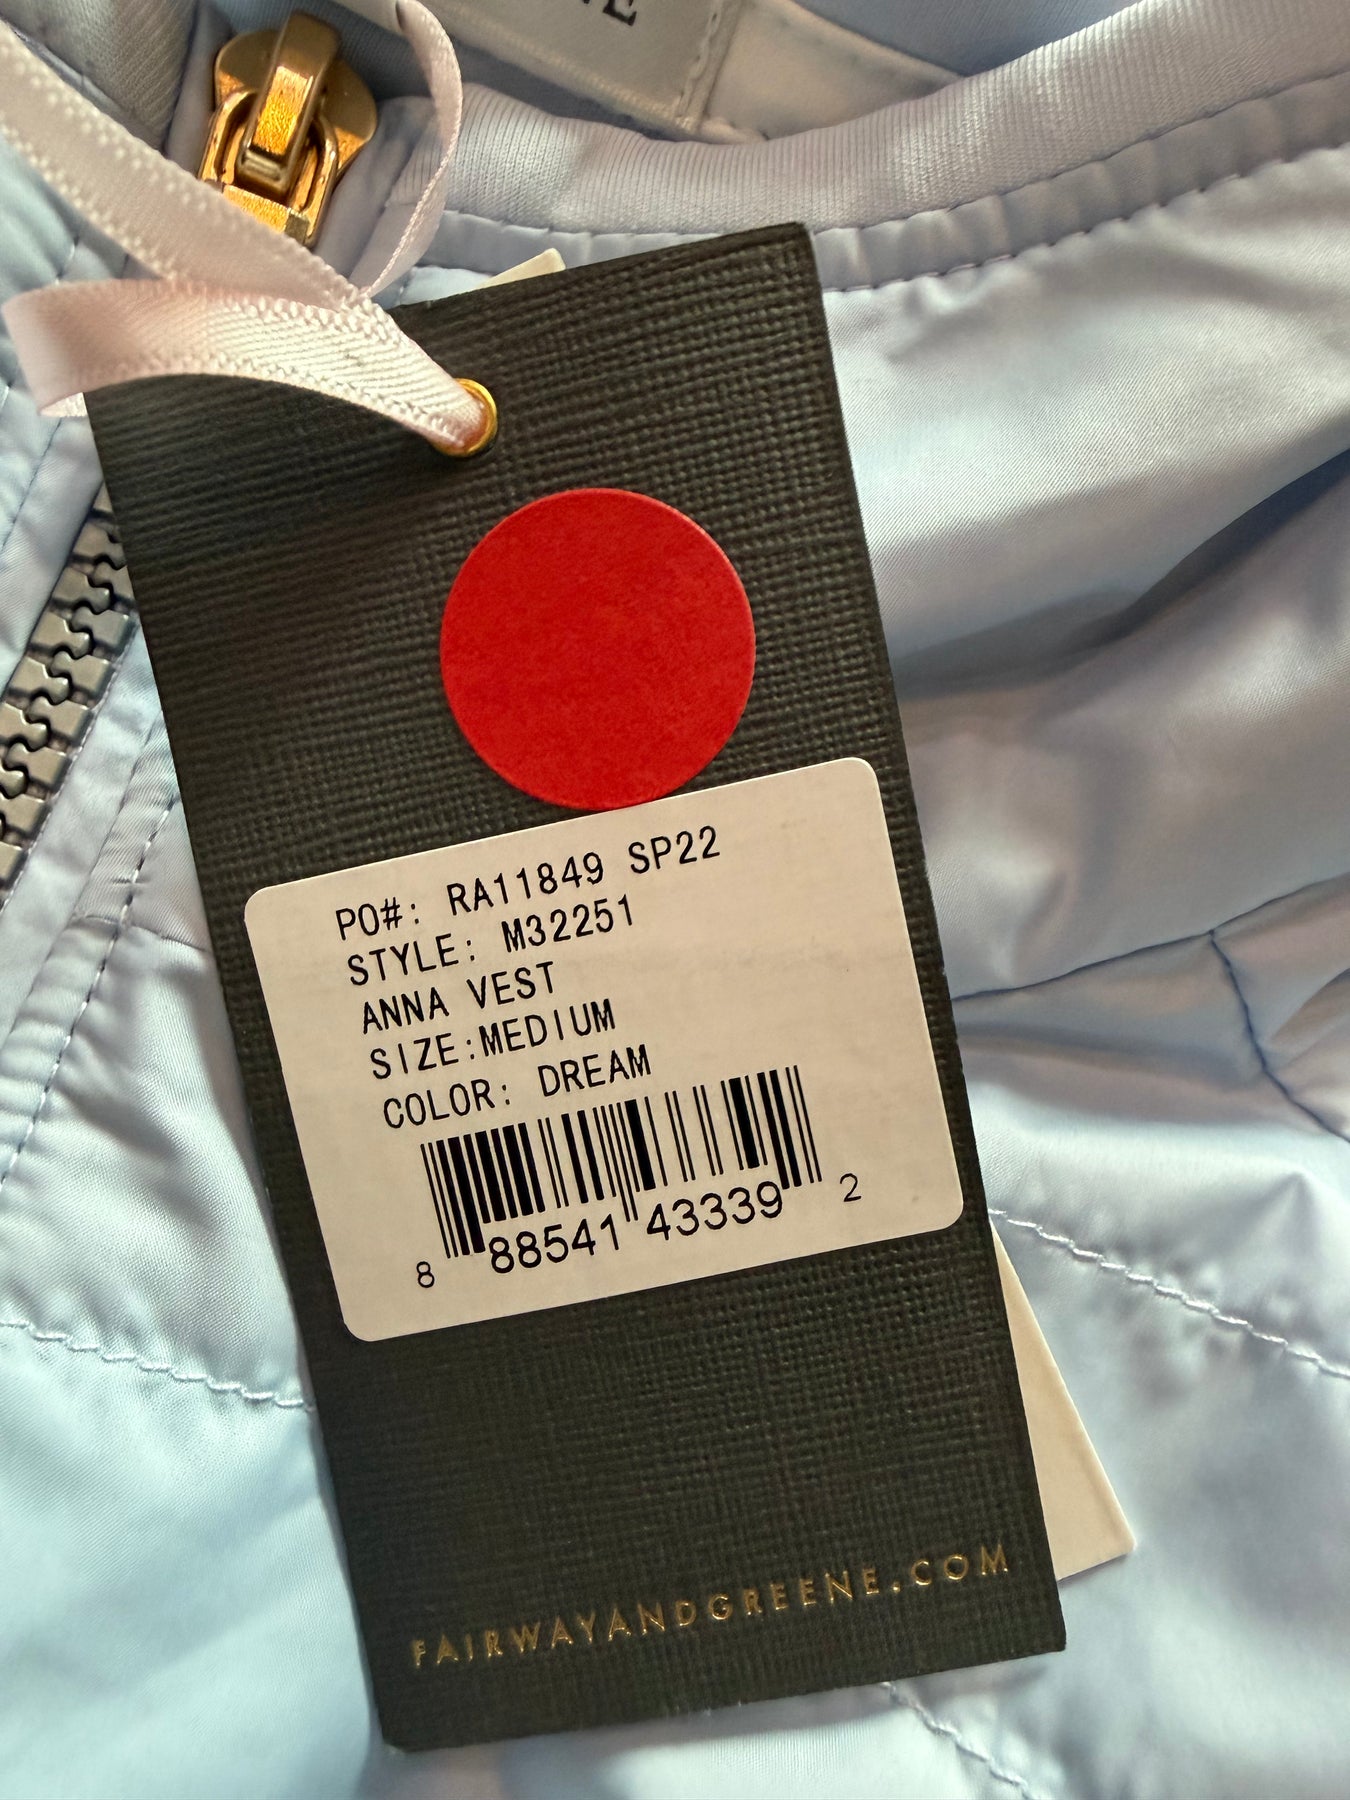 PO#: RA11849 SP22
STYLE: M32251
ANNA VEST
SIZE:MEDIUM
COLOR: DREAM
8 88541 43339 2
FAIRWAYANDGREENE.COM